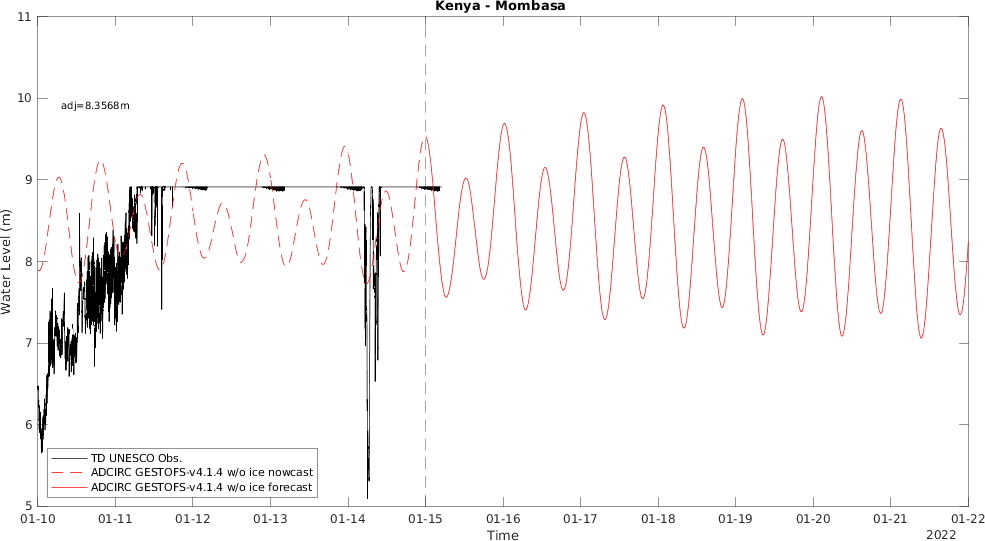 Kenya - Mombasa
11
10
9
8
7
6
5
Water Level (m)
adj=8.3568m
TD UNESCO Obs.
ADCIRC GESTOFS-v4.1.4 w/o ice nowcast
ADCIRC GESTOFS-v4.1.4 w/o ice forecast
01-10 01-11 01-12 01-13 01-14 01-15 01-16 01-17 01-18 01-19 01-20 01-21 01-22
Time
2022